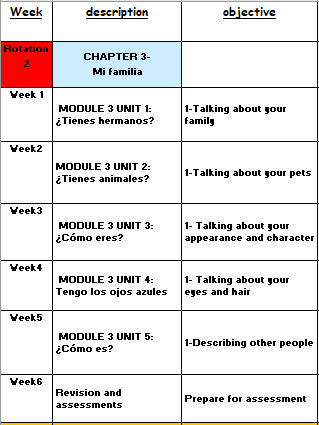 Week description objective
Rotation CHAPTER 3-
2 Mi familia
Week 1
MODULE 3 UNIT 1: 1-Talking about your
¿Tienes hermanos? family
Week2
MODULE 3 UNIT 2: 1-Talking about your pets
¿Tienes animales?
Week3
MODULE 3 UNIT 3: 1- Talking about your
¿Cómo eres? appearance and character
Week4
MODULE 3 UNIT 4: 1- Talking about your
Tengo los ojos azules eyes and hair
Week5
MODULE 3 UNIT 5: 1-Describing other people
¿Cómo es?
Week6
Revision and Prepare for assessment
assessments